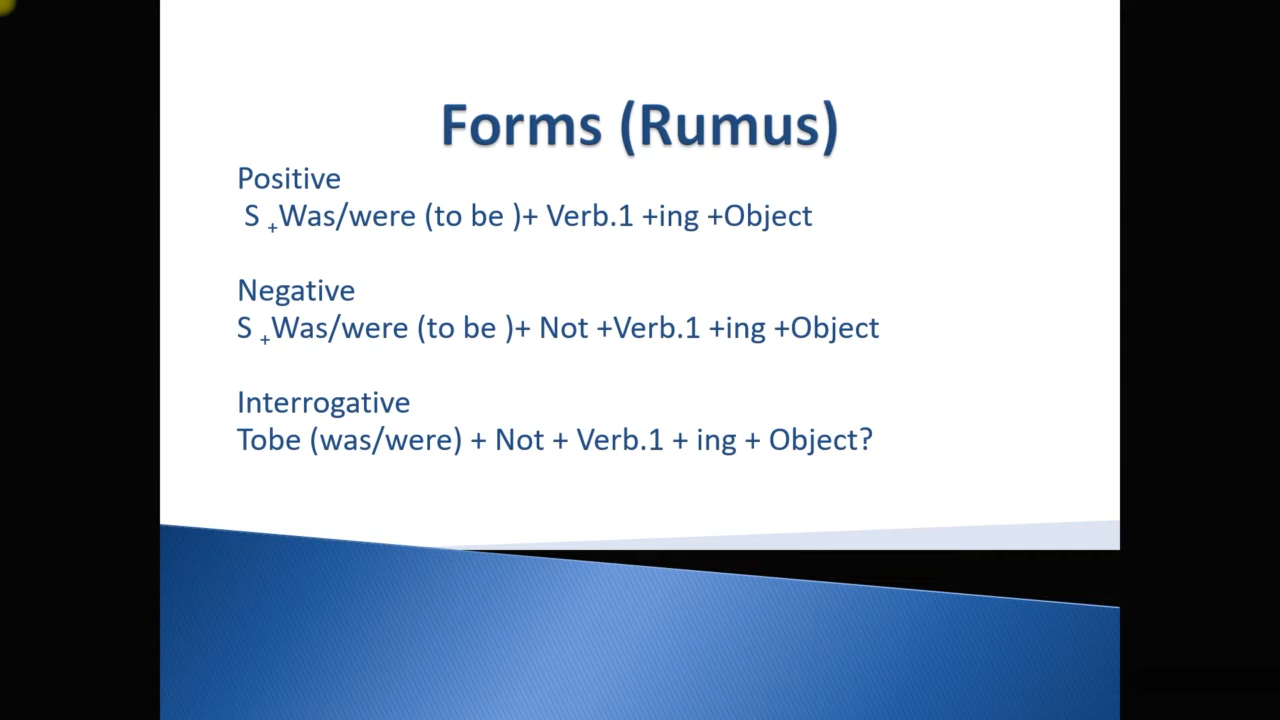 Forms (Rumus)
Positive
S +Was/were (to be )+ Verb.1 +ing +Object
Negative
S +Was/were (to be )+ Not +Verb.1 +ing +Object
Interrogative
Tobe (was/were) + Not + Verb.1 + ing + Object?